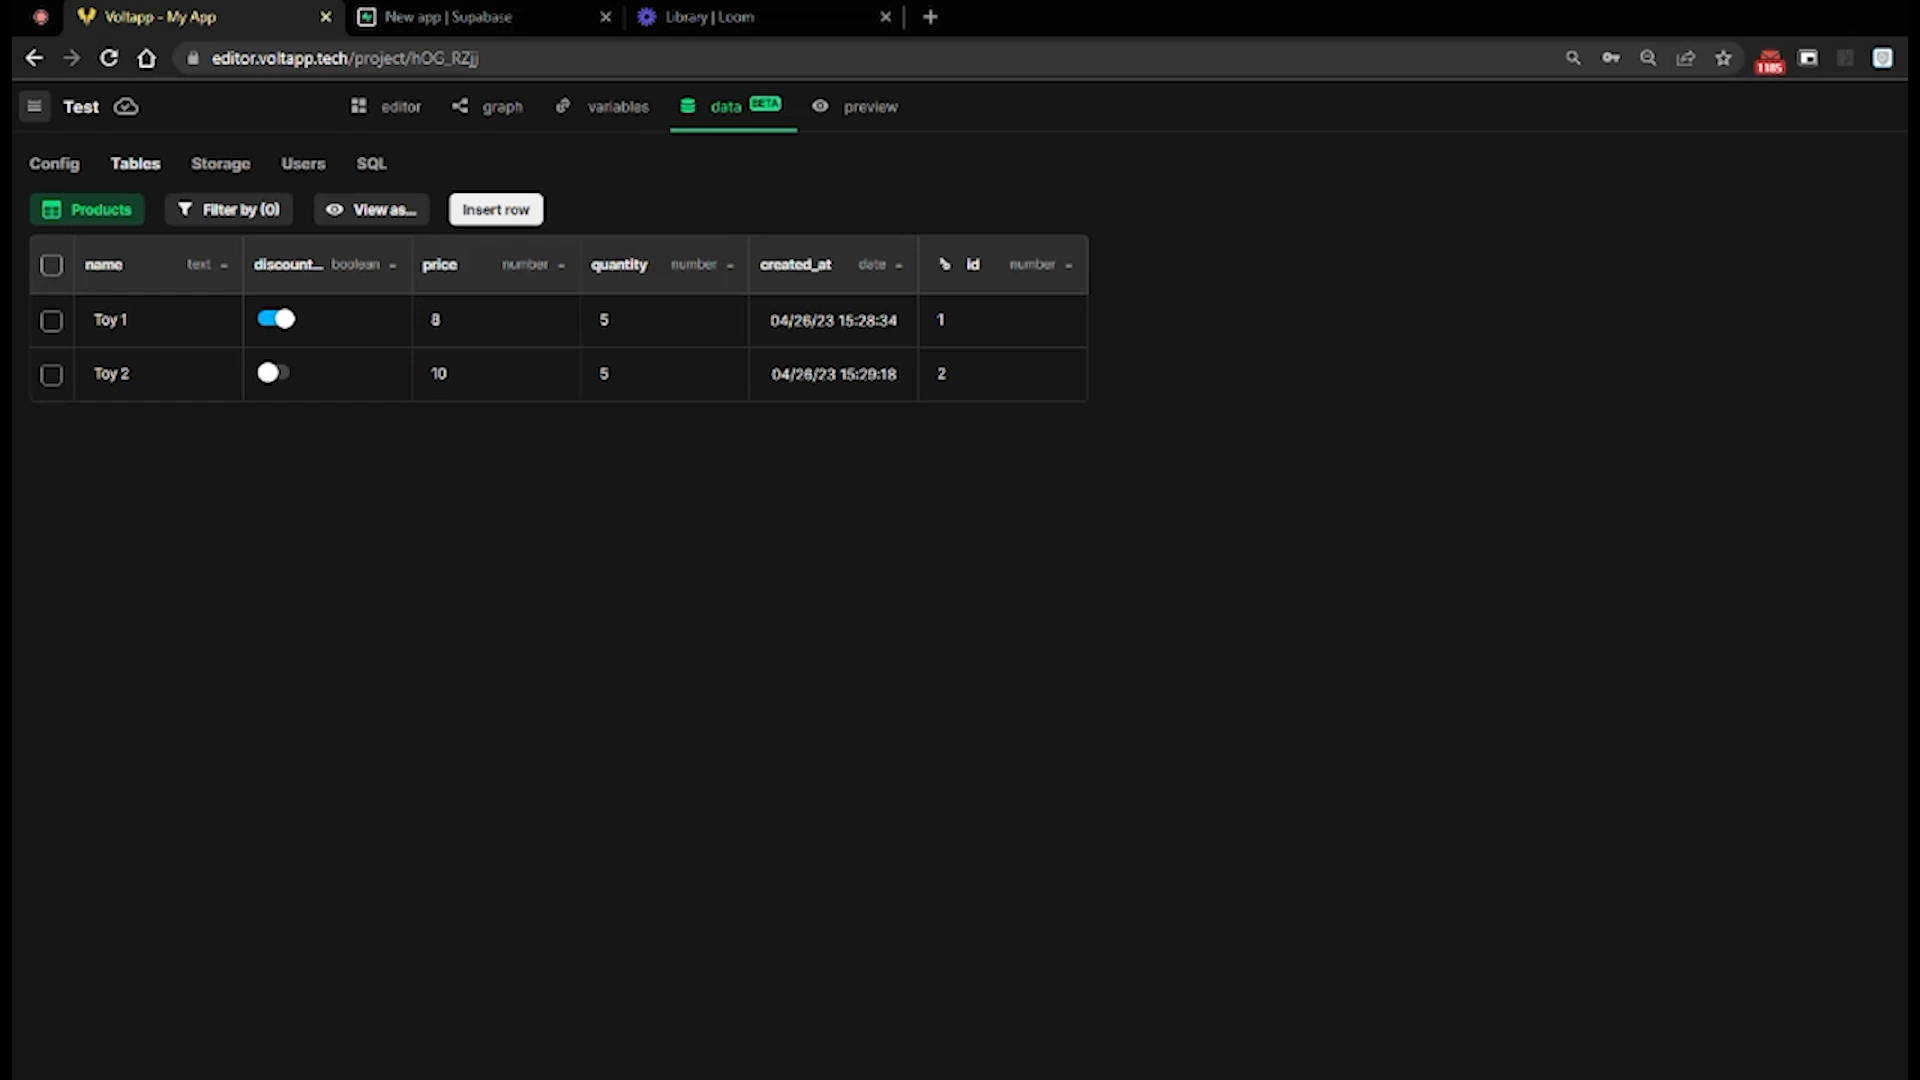 Voltapp - My App
New app | Supabase
Library | Loom
editor.voltapp.tech/project/hOG_RZjj
1185
Test
editor
graph
variables
data BETA
preview
Config
Tables
Storage
Users
SQL
Products
Filter by (0)
View as...
Insert row
name text
discount... boolean
price number
quantity number
created_at date
id number
Toy 1
8
5
04/26/23 15:28:34
1
Toy 2
10
5
04/26/23 15:29:18
2